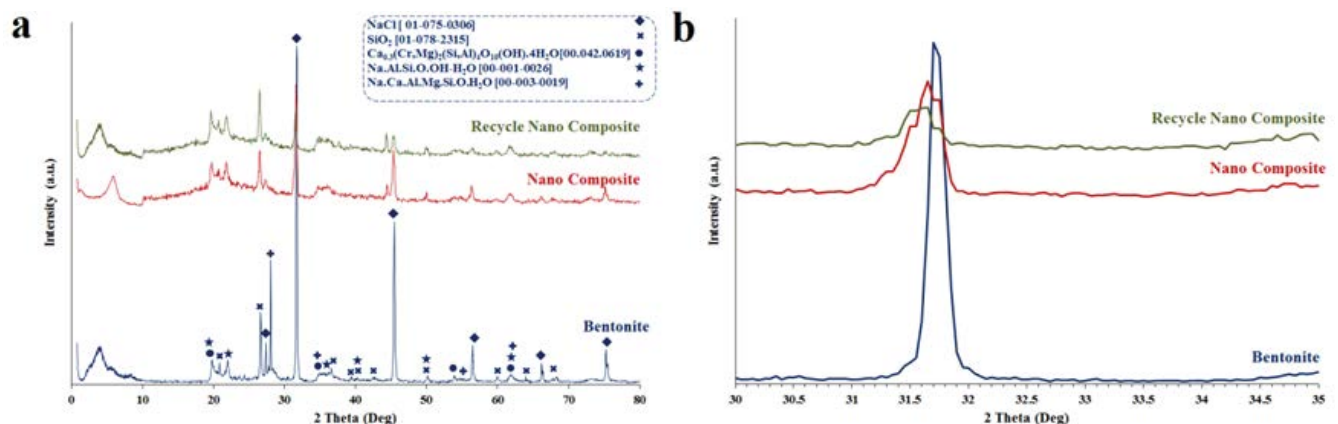 a
NaCl [ 01-075-0306]
SiO₂ [01-078-2315]
Ca₀.₃(Cr,Mg)₂(Si,Al)₄O₁₀(OH).4H₂O[00.042.0619]
Na.Al.Si.O.OH-H₂O [00-001-0026]
Na.Ca.Al.Mg.Si.O.H₂O [00-003-0019]
Recycle Nano Composite
Nano Composite
Bentonite
Intensity (a.u.)
0 10 20 30 40 50 60 70 80
2 Theta (Deg)
b
Recycle Nano Composite
Nano Composite
Bentonite
Intensity (a.u.)
30 30.5 31 31.5 32 32.5 33 33.5 34 34.5 35
2 Theta (Deg)